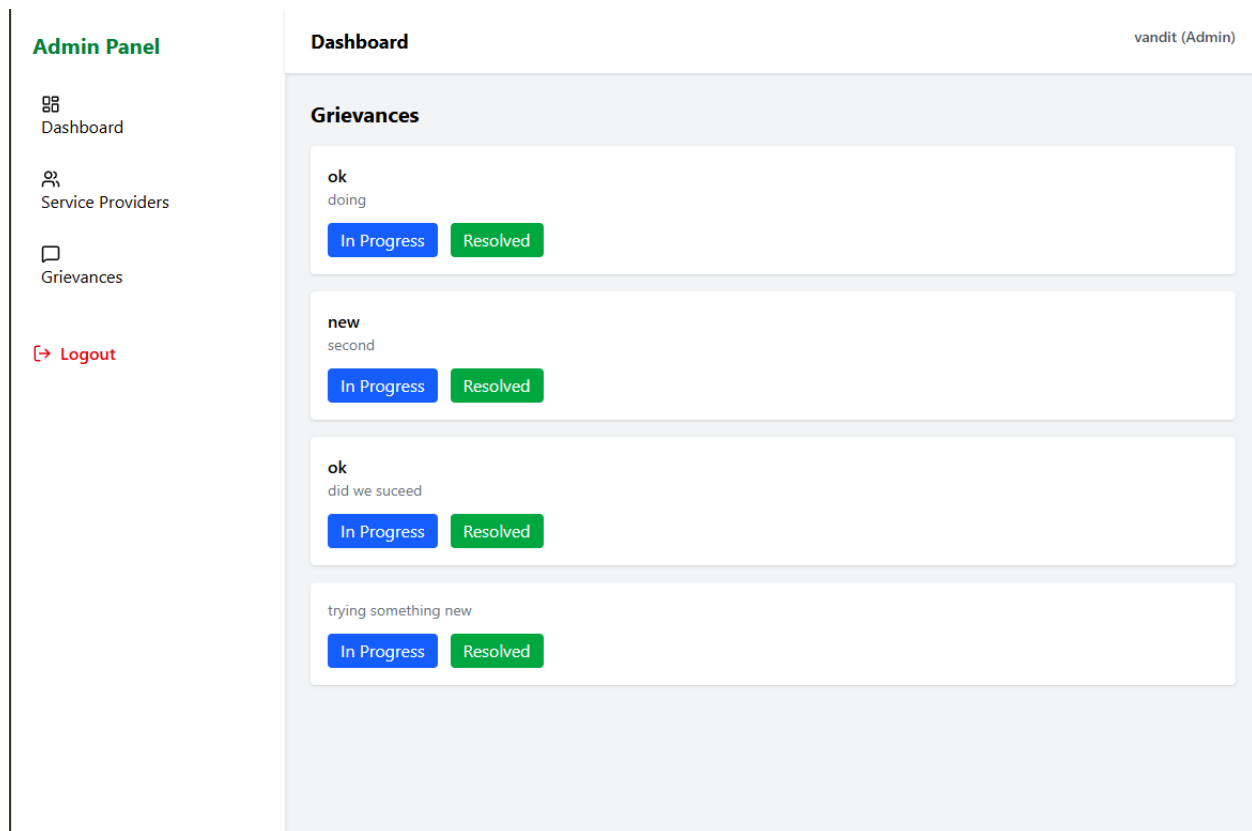 Admin Panel
Dashboard
Service Providers
Grievances
Logout
Dashboard
vandit (Admin)
Grievances
ok
doing
In Progress Resolved
new
second
In Progress Resolved
ok
did we suceed
In Progress Resolved
trying something new
In Progress Resolved